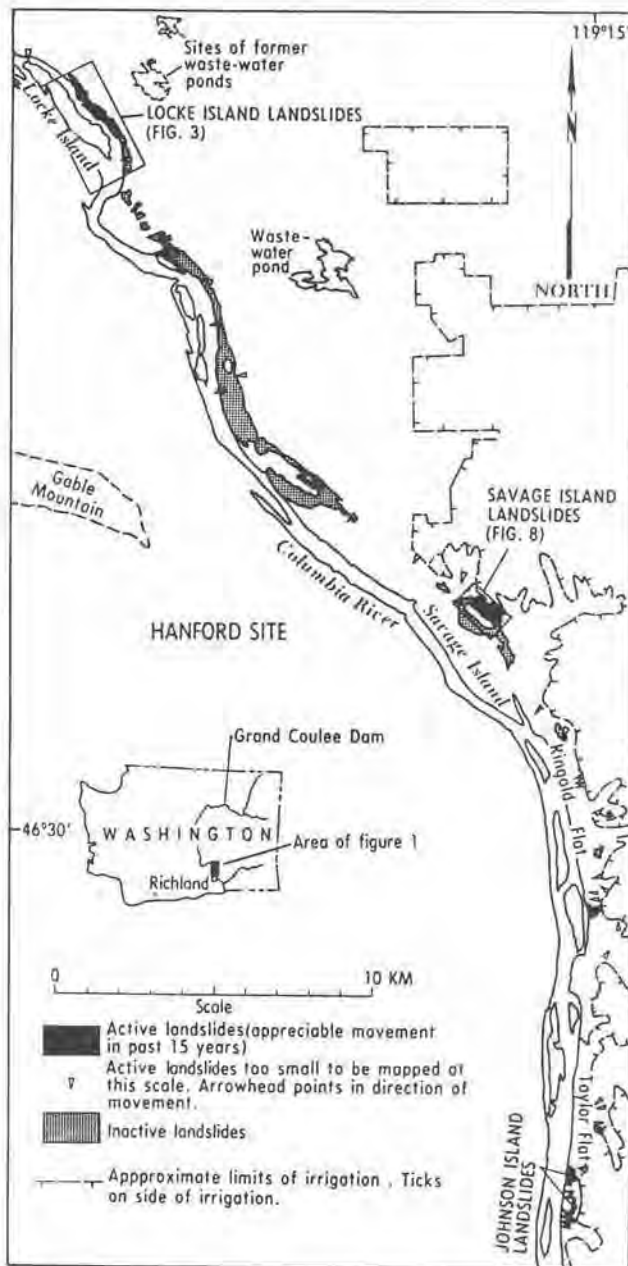 119°15'
Sites of former
waste-water
ponds
LOCKE ISLAND LANDSLIDES
(FIG. 3)
Locke Island
Waste-
water
pond
NORTH
Gable
Mountain
SAVAGE ISLAND
LANDSLIDES
(FIG. 8)
Columbia River
Savage Island
HANFORD SITE
Grand Coulee Dam
Ringold Flat
46°30'
WASHINGTON
Area of figure 1
Richland
0 10 KM
Scale
Active landslides(appreciable movement
in past 15 years)
Active landslides too small to be mapped at
this scale. Arrowhead points in direction of
movement.
Inactive landslides
Appproximate limits of irrigation . Ticks
on side of irrigation.
Taylor Flat
JOHNSON ISLAND
LANDSLIDES